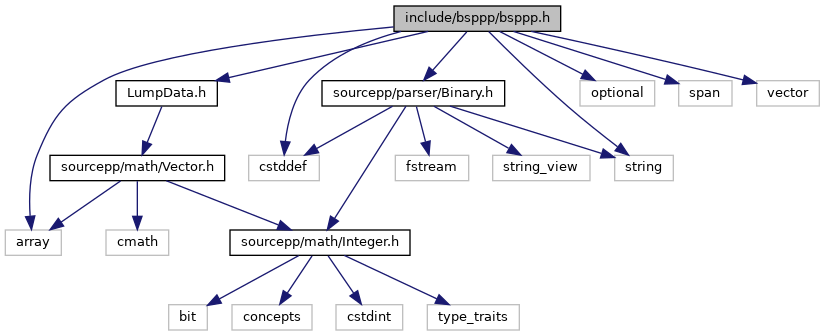 include/bsppp/bsppp.h
LumpData.h
sourcepp/parser/Binary.h
optional
span
vector
sourcepp/math/Vector.h
cstddef
fstream
string_view
string
array
cmath
sourcepp/math/Integer.h
bit
concepts
cstdint
type_traits